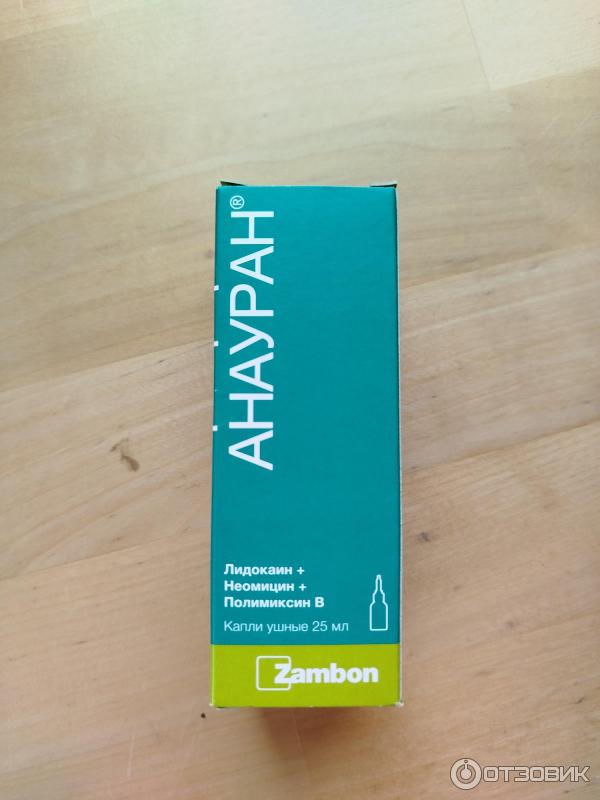 АНАУРАН®
Лидокаин +
Неомицин +
Полимиксин B
Капли ушные 25 мл
Zambon
ОТЗОВИК